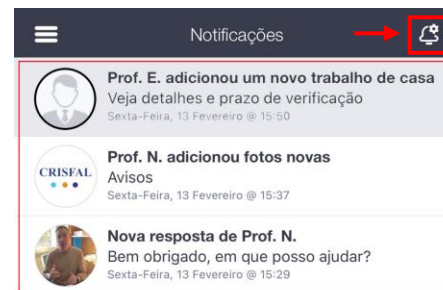 Notificações
Prof. E. adicionou um novo trabalho de casa
Veja detalhes e prazo de verificação
Sexta-Feira, 13 Fevereiro @ 15:50
CRISFAL
Prof. N. adicionou fotos novas
Avisos
Sexta-Feira, 13 Fevereiro @ 15:37
Nova resposta de Prof. N.
Bem obrigado, em que posso ajudar?
Sexta-Feira, 13 Fevereiro @ 15:29